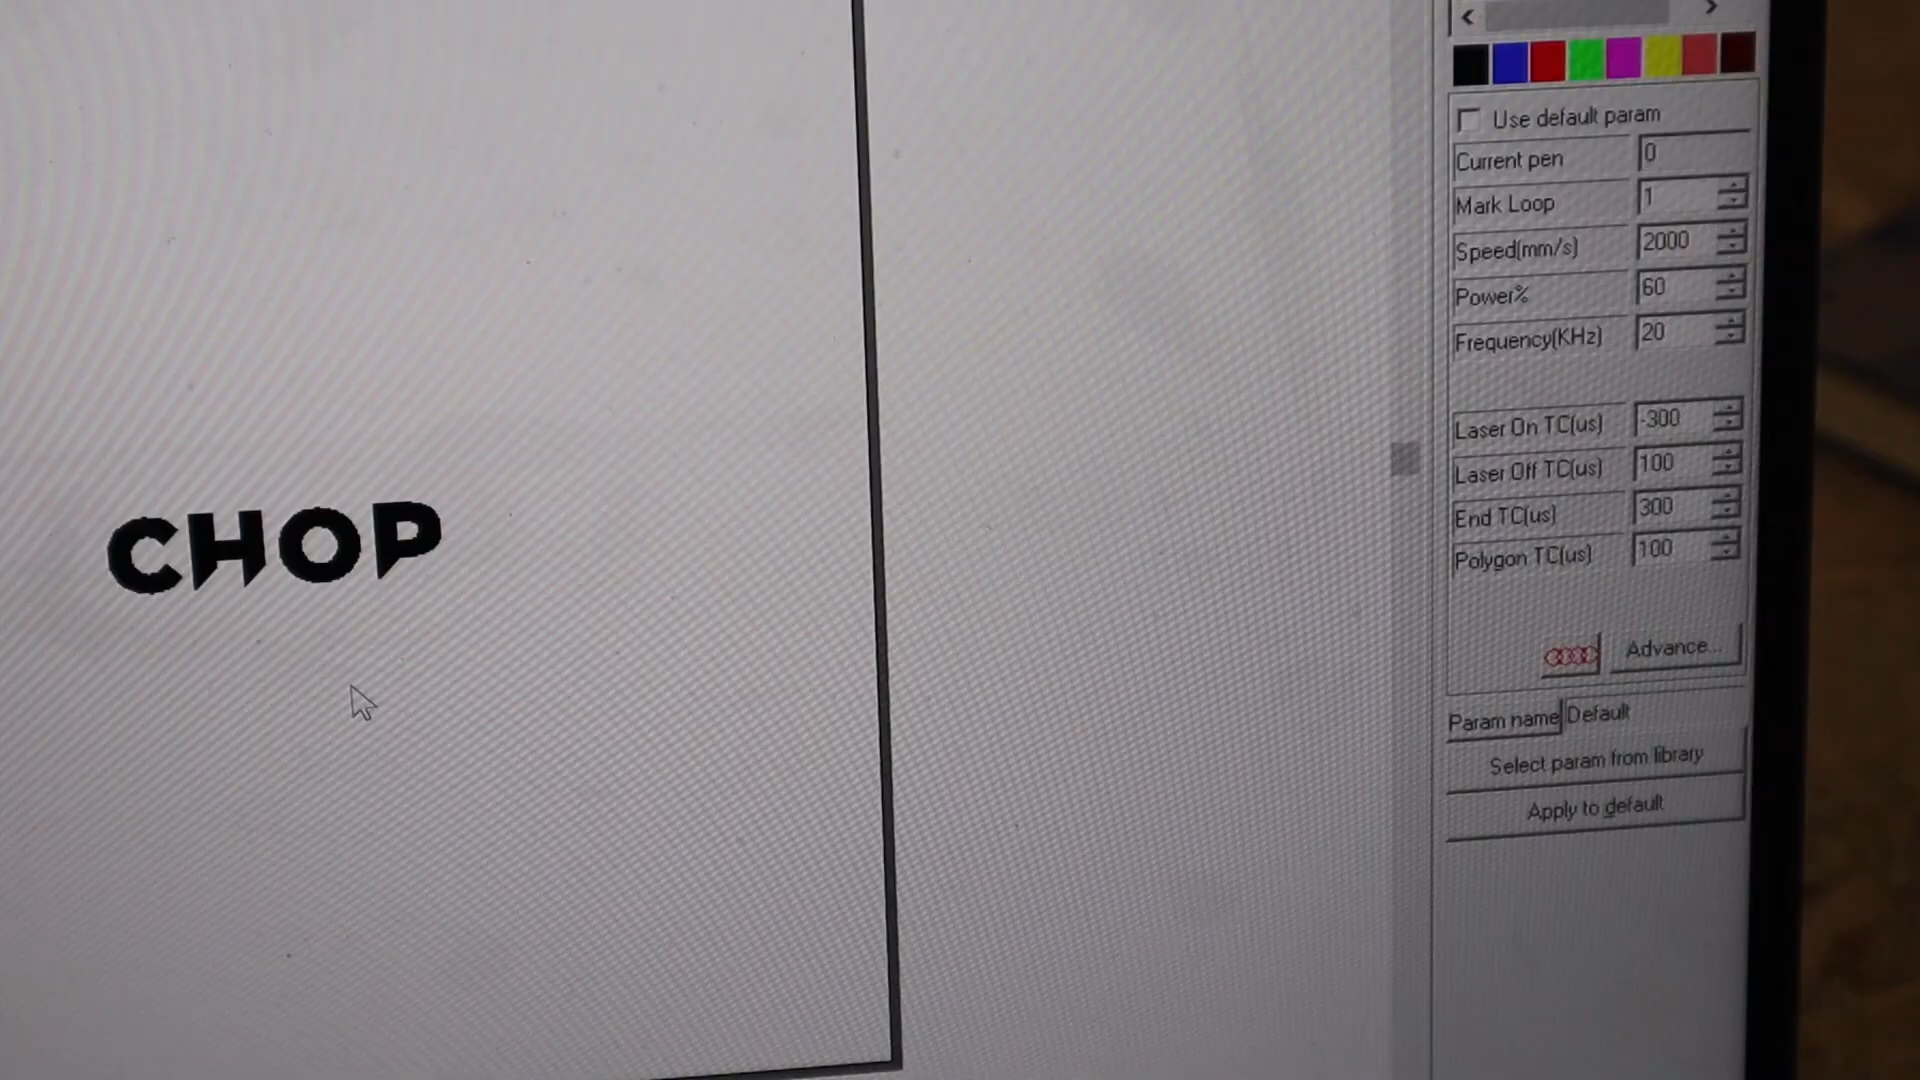 CHOP
Use default param
Current pen 0
Mark Loop 1
Speed(mm/s) 2000
Power% 60
Frequency(KHz) 20
Laser On TC(us) -300
Laser Off TC(us) 100
End TC(us) 300
Polygon TC(us) 100
Advance...
Param name Default
Select param from library
Apply to default